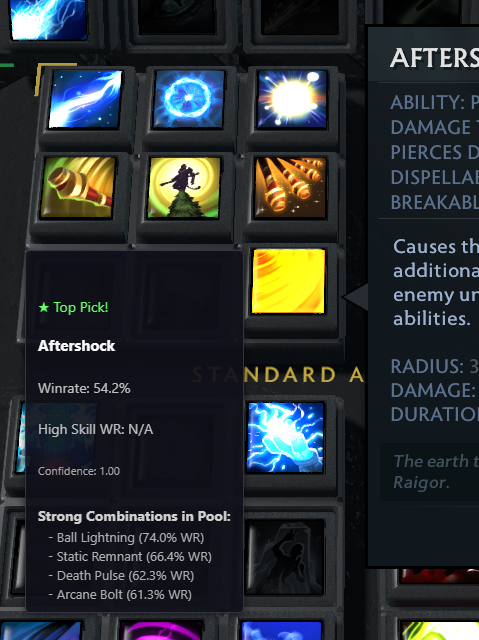 AFTERS
ABILITY: P
DAMAGE T
PIERCES D
DISPELLAB
BREAKABL
Causes th
additiona
enemy un
abilities.
RADIUS: 3
DAMAGE:
DURATIO
The earth t
Raigor.
★ Top Pick!
Aftershock
Winrate: 54.2%
High Skill WR: N/A
Confidence: 1.00
Strong Combinations in Pool:
- Ball Lightning (74.0% WR)
- Static Remnant (66.4% WR)
- Death Pulse (62.3% WR)
- Arcane Bolt (61.3% WR)
STANDARD A